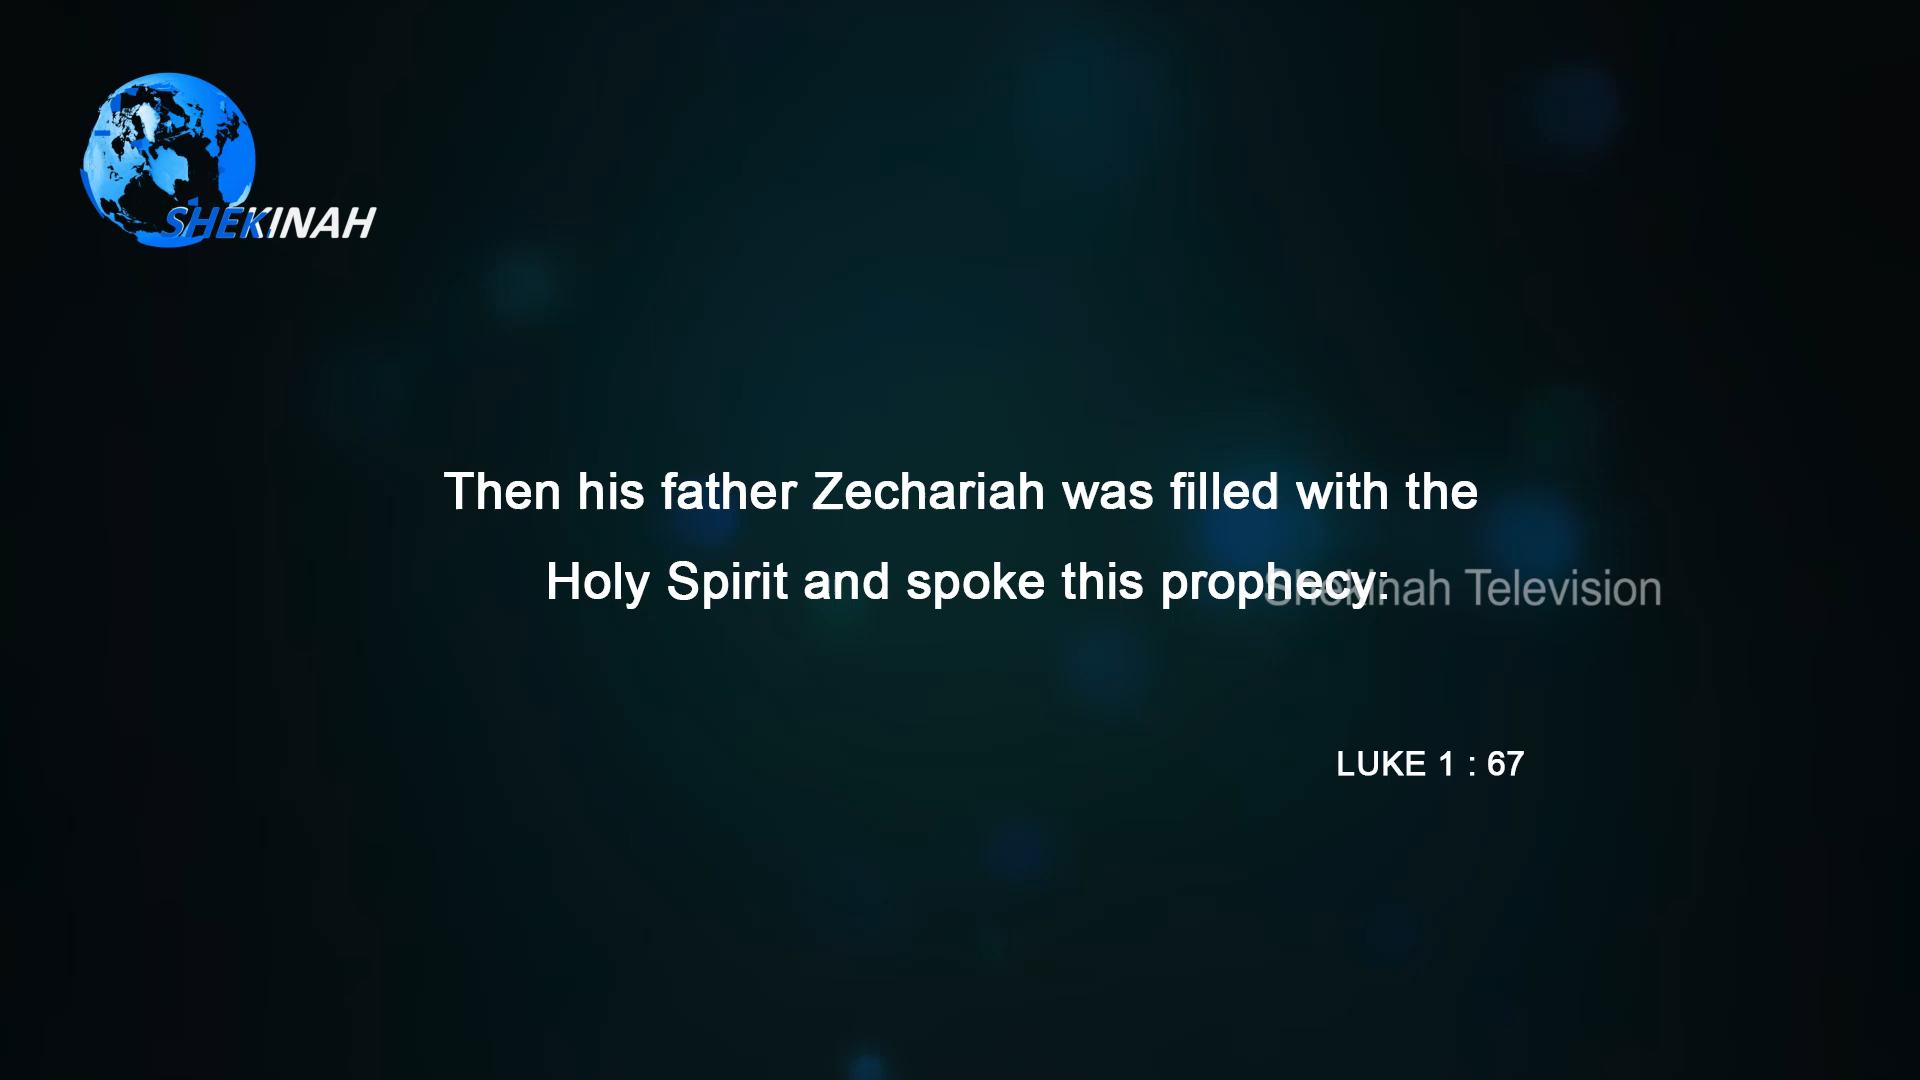 SHEKINAH
Then his father Zechariah was filled with the
Holy Spirit and spoke this prophecy:
Shekinah Television
LUKE 1 : 67